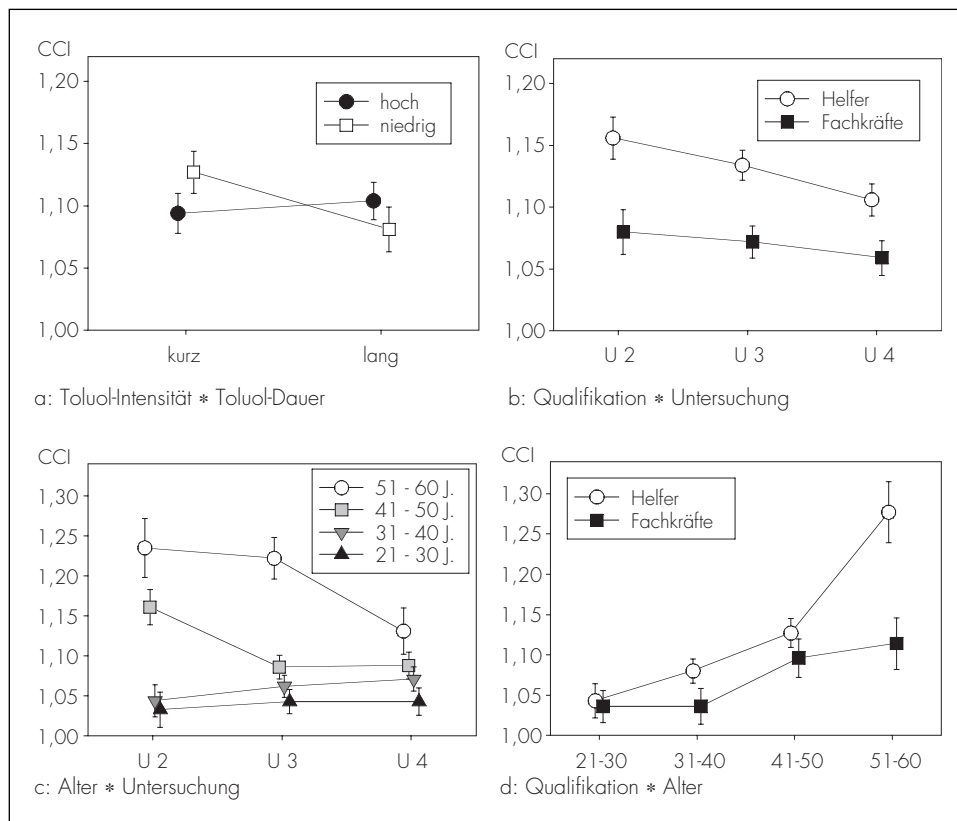 CCI
1,20
1,15
1,10
1,05
1,00
hoch
niedrig
kurz
lang
a: Toluol-Intensität * Toluol-Dauer
CCI
1,20
1,15
1,10
1,05
1,00
Helfer
Fachkräfte
U 2
U 3
U 4
b: Qualifikation * Untersuchung
CCI
1,30
1,25
1,20
1,15
1,10
1,05
1,00
51 - 60 J.
41 - 50 J.
31 - 40 J.
21 - 30 J.
U 2
U 3
U 4
c: Alter * Untersuchung
CCI
1,30
1,25
1,20
1,15
1,10
1,05
1,00
Helfer
Fachkräfte
21-30
31-40
41-50
51-60
d: Qualifikation * Alter